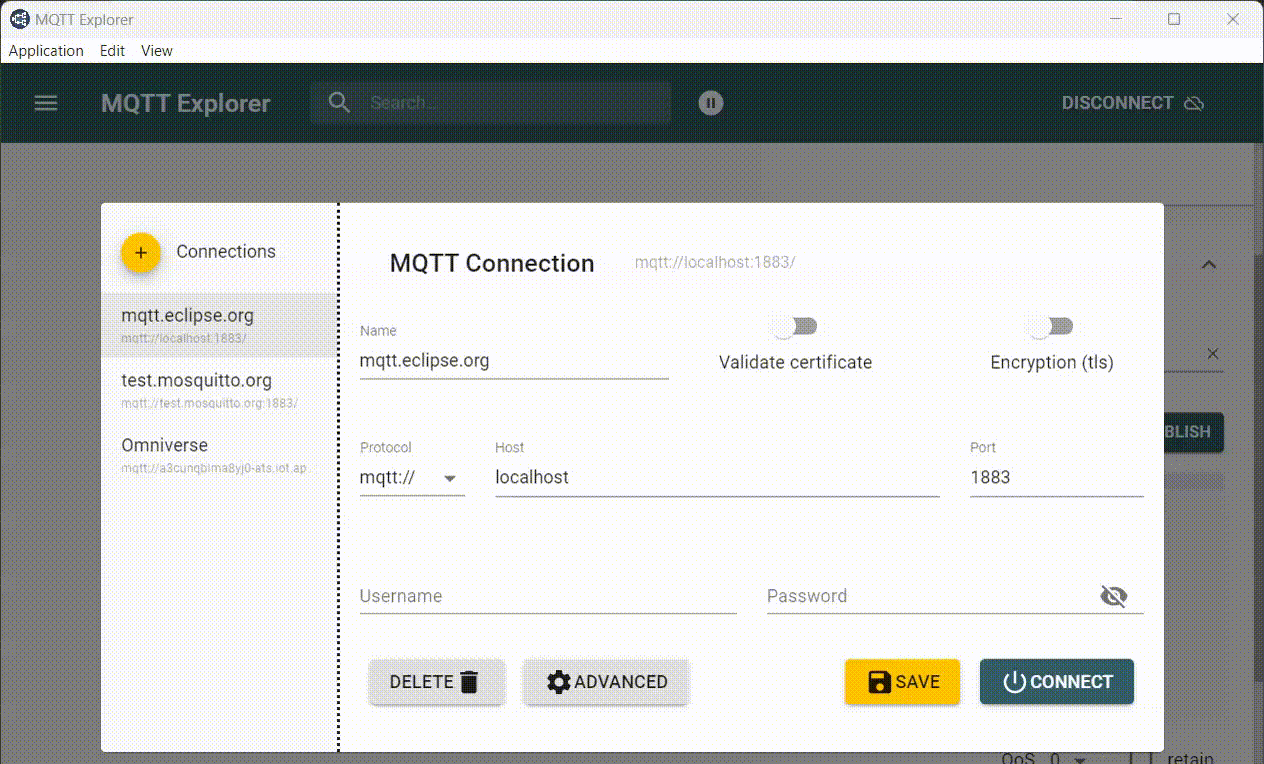 MQTT Explorer
Application Edit View
MQTT Explorer Search... DISCONNECT
+ Connections
MQTT Connection mqtt://localhost:1883/
mqtt.eclipse.org
mqtt://localhost:1883/
Name
mqtt.eclipse.org
Validate certificate Encryption (tls)
test.mosquitto.org
mqtt://test.mosquitto.org:1883/
Omniverse
mqtt://a3cunqbima8yj0-ats.iot.ap...
Protocol Host Port
mqtt:// localhost 1883
BLISH
Username Password
DELETE ADVANCED SAVE CONNECT
QoS 0 retain